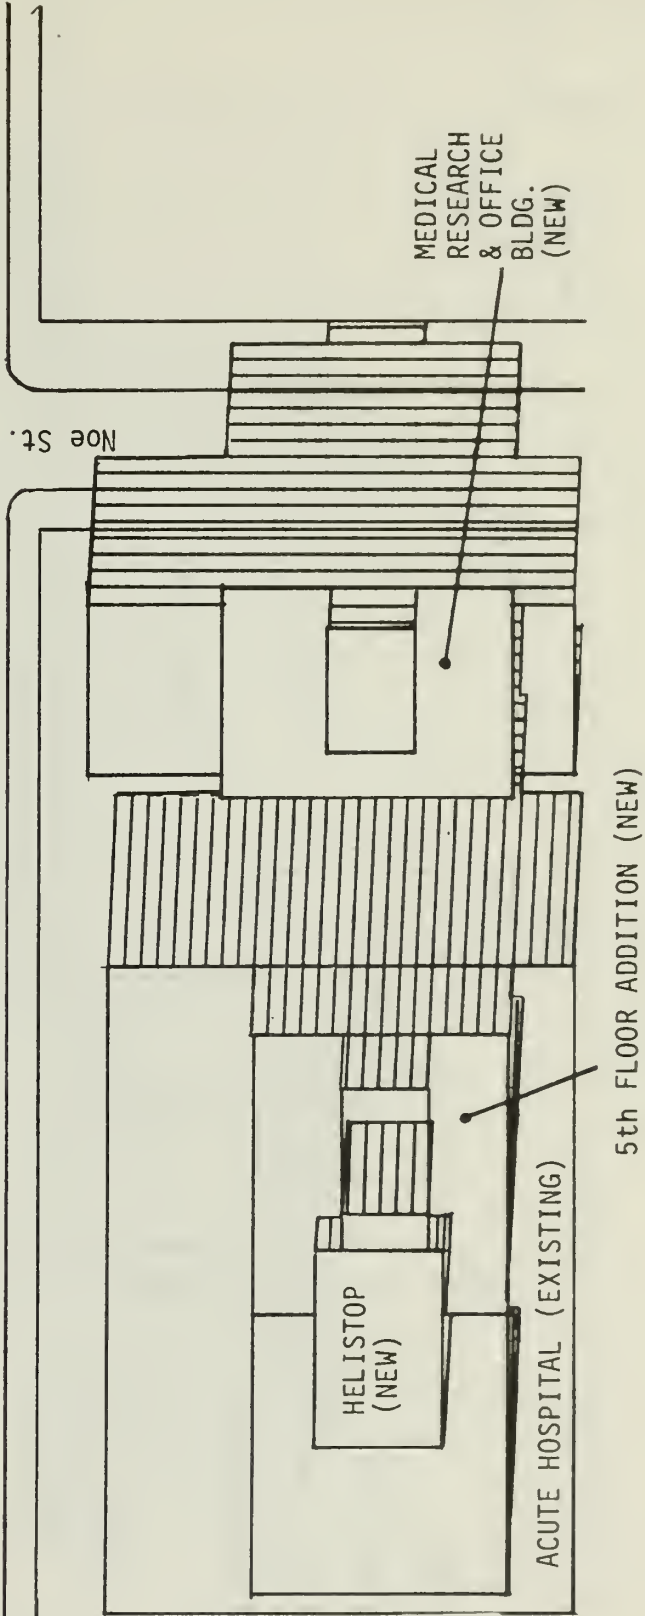 Noe St.
MEDICAL
RESEARCH
& OFFICE
BLDG.
(NEW)
5th FLOOR ADDITION (NEW)
HELISTOP
(NEW)
ACUTE HOSPITAL (EXISTING)